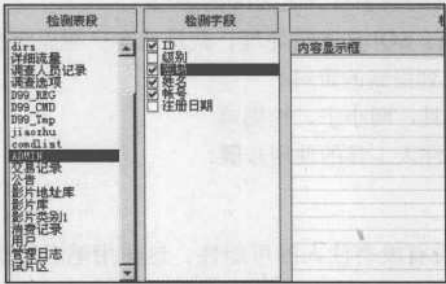 检测表段
检测字段
内容显示框
dirs
详细流量
调查人员记录
调查选项
D99_REG
D99_CMD
D99_Tmp
jiaozhu
comdlist
ADMIN
交易记录
公告
影片地址库
影片库
影片类别1
消费记录
用户
管理日志
试片区
ID
级别
姓名
帐号
注册日期